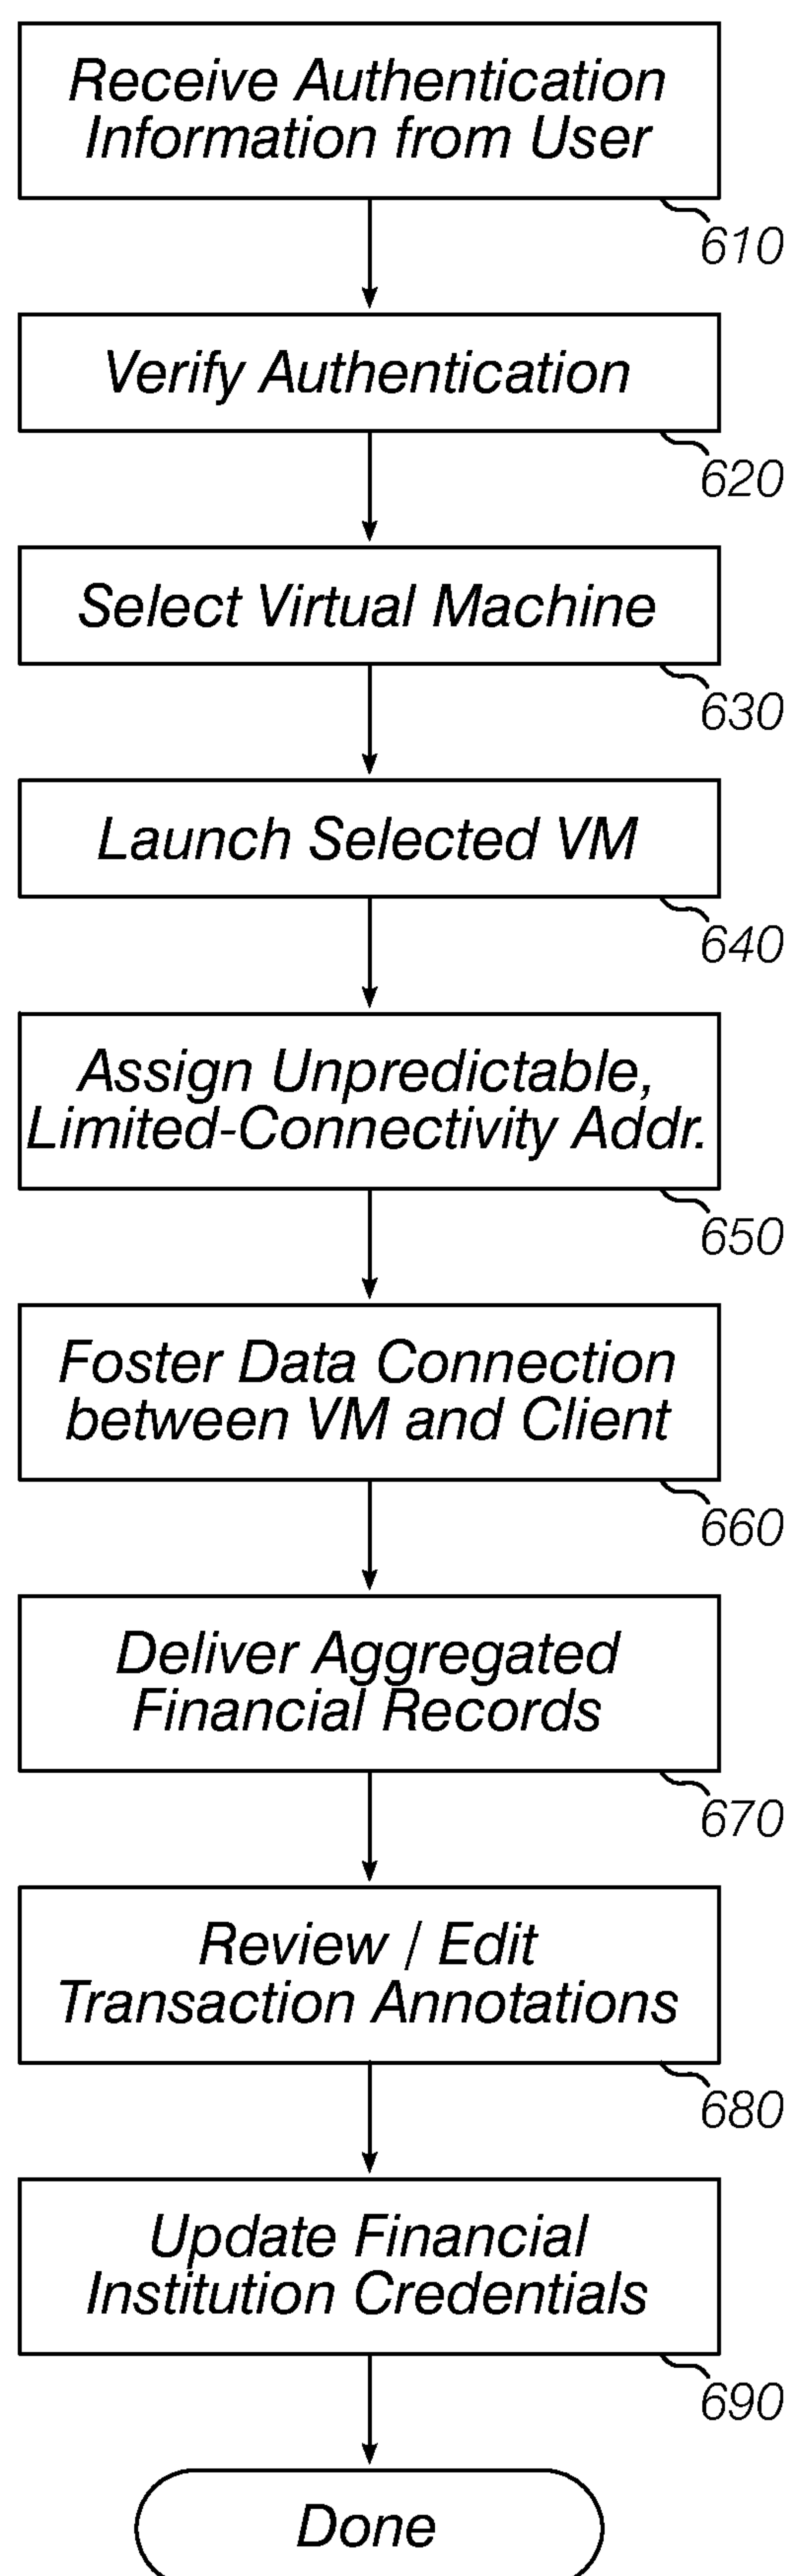 Receive Authentication
Information from User
610
Verify Authentication
620
Select Virtual Machine
630
Launch Selected VM
640
Assign Unpredictable,
Limited-Connectivity Addr.
650
Foster Data Connection
between VM and Client
660
Deliver Aggregated
Financial Records
670
Review / Edit
Transaction Annotations
680
Update Financial
Institution Credentials
690
Done